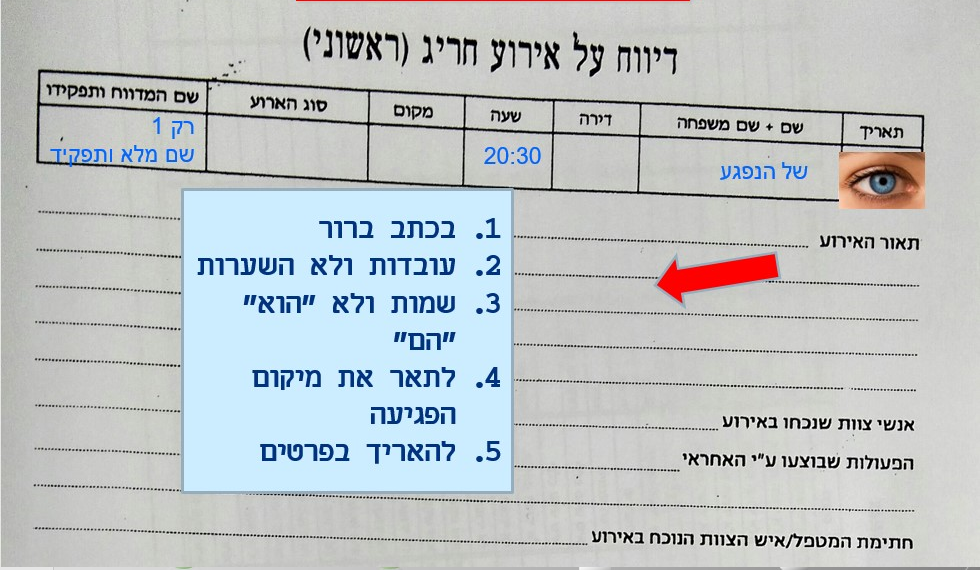 דיווח על אירוע חריג (ראשוני)
תאריך שם + שם משפחה דירה שעה מקום סוג הארוע שם המדווח ותפקידו
של הנפגע 20:30 רק 1
שם מלא ותפקיד
תאור האירוע
1. בכתב ברור
2. עובדות ולא השערות
3. שמות ולא "הוא"
"הם"
4. לתאר את מיקום
הפגיעה
5. להאריך בפרטים
אנשי צוות שנכחו באירוע
הפעולות שבוצעו ע"י האחראי
חתימת המטפל/איש הצוות הנוכח באירוע